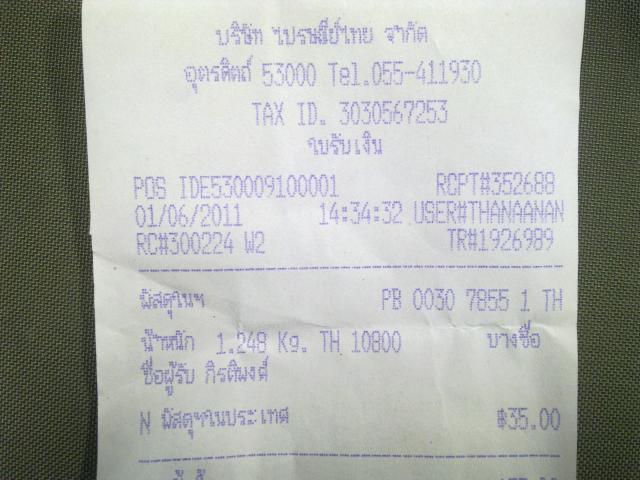 บริษัท ไปรษณีย์ไทย จำกัด
อุตรดิตถ์ 53000 Tel.055-411930
TAX ID. 3030567253
ใบรับเงิน
POS IDE530009100001 RCPT#352688
01/06/2011 14:34:32 USER#THANAANAN
RC#300224 W2 TR#1926989
พัสดุในฯ PB 0030 7855 1 TH
น้ำหนัก 1.248 Kg. TH 10800 บางซื่อ
ชื่อผู้รับ กิรติพงศ์
N พัสดุฯในประเทศ ฿35.00